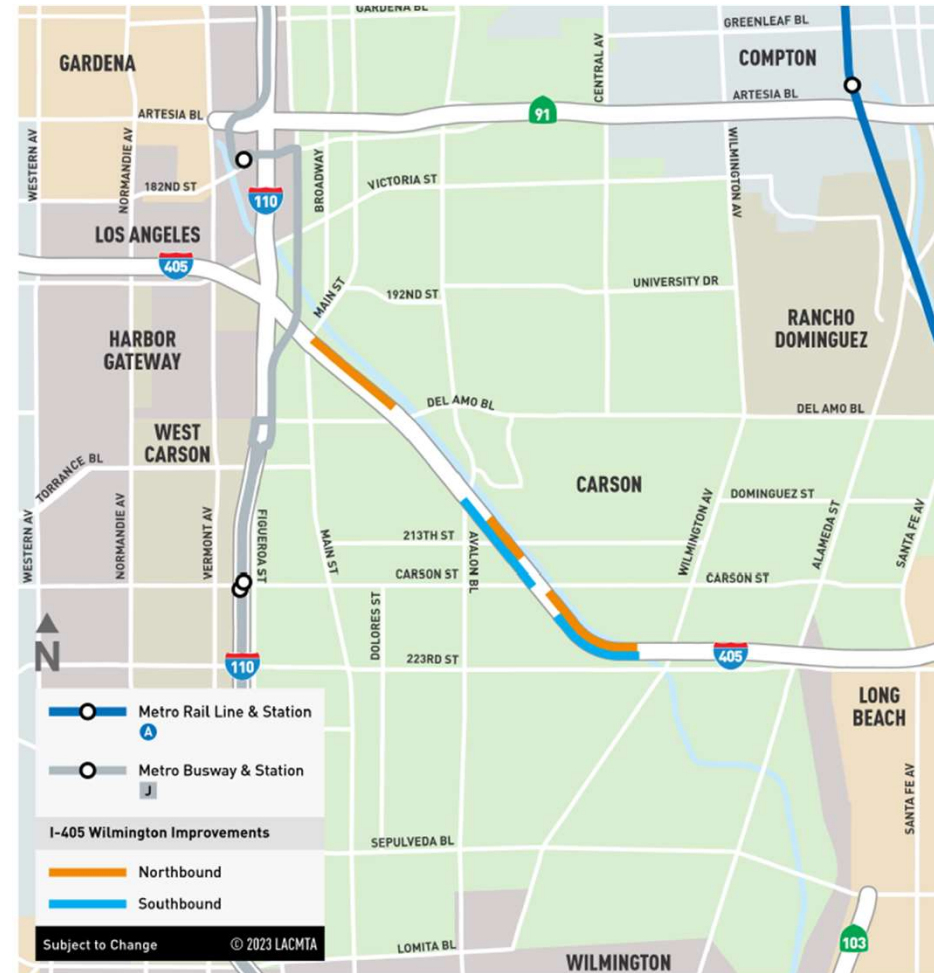 GARDENA BL
GREENLEAF BL
GARDENA
COMPTON
CENTRAL AV
ARTESIA BL
ARTESIA BL
91
WESTERN AV
NORMANDIE AV
BROADWAY
WILMINGTON AV
182ND ST
VICTORIA ST
110
LOS ANGELES
405
MAIN ST
192ND ST
UNIVERSITY DR
RANCHO
DOMINGUEZ
HARBOR
GATEWAY
DEL AMO BL
DEL AMO BL
WEST
CARSON
TORRANCE BL
CARSON
DOMINGUEZ ST
WESTERN AV
NORMANDIE AV
VERMONT AV
FIGUEROA ST
MAIN ST
213TH ST
AVALON BL
WILMINGTON AV
ALAMEDA ST
SANTA FE AV
CARSON ST
CARSON ST
DOLORES ST
N
110
223RD ST
405
LONG
BEACH
Metro Rail Line & Station
A
Metro Busway & Station
J
SANTA FE AV
I-405 Wilmington Improvements
SEPULVEDA BL
Northbound
Southbound
Subject to Change
© 2023 LACMTA
LOMITA BL
WILMINGTON
103